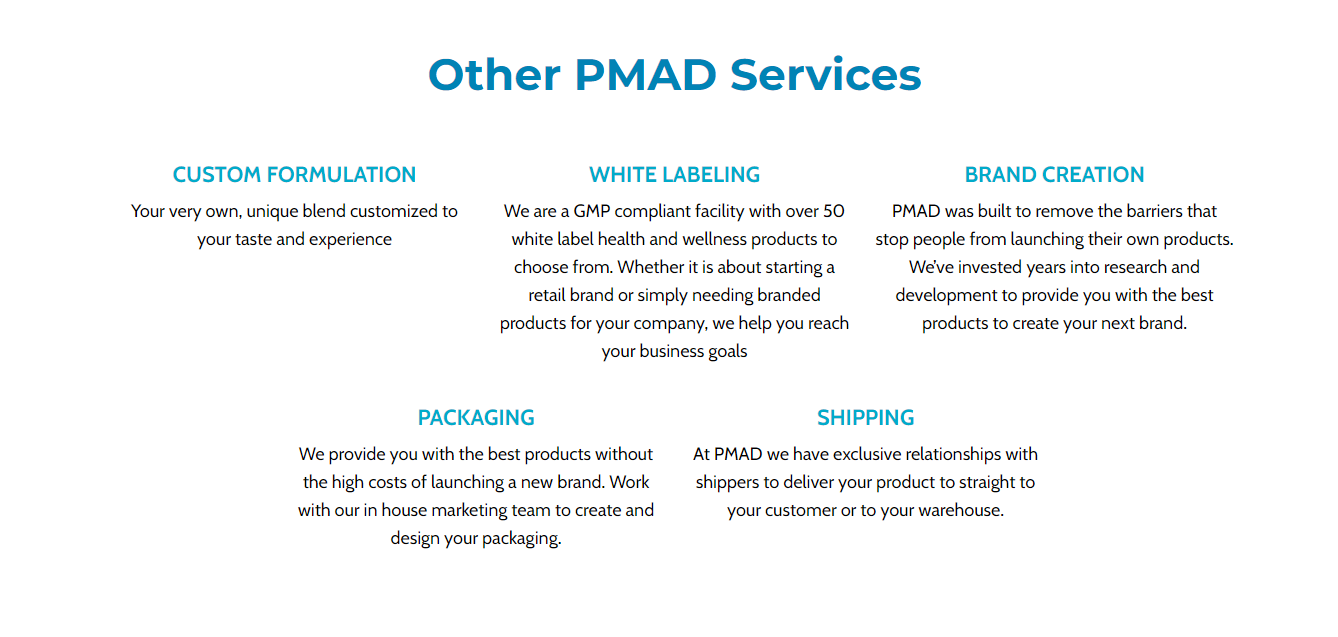 Other PMAD Services
CUSTOM FORMULATION
Your very own, unique blend customized to
your taste and experience
WHITE LABELING
We are a GMP compliant facility with over 50
white label health and wellness products to
choose from. Whether it is about starting a
retail brand or simply needing branded
products for your company, we help you reach
your business goals
BRAND CREATION
PMAD was built to remove the barriers that
stop people from launching their own products.
We've invested years into research and
development to provide you with the best
products to create your next brand.
PACKAGING
We provide you with the best products without
the high costs of launching a new brand. Work
with our in house marketing team to create and
design your packaging.
SHIPPING
At PMAD we have exclusive relationships with
shippers to deliver your product to straight to
your customer or to your warehouse.